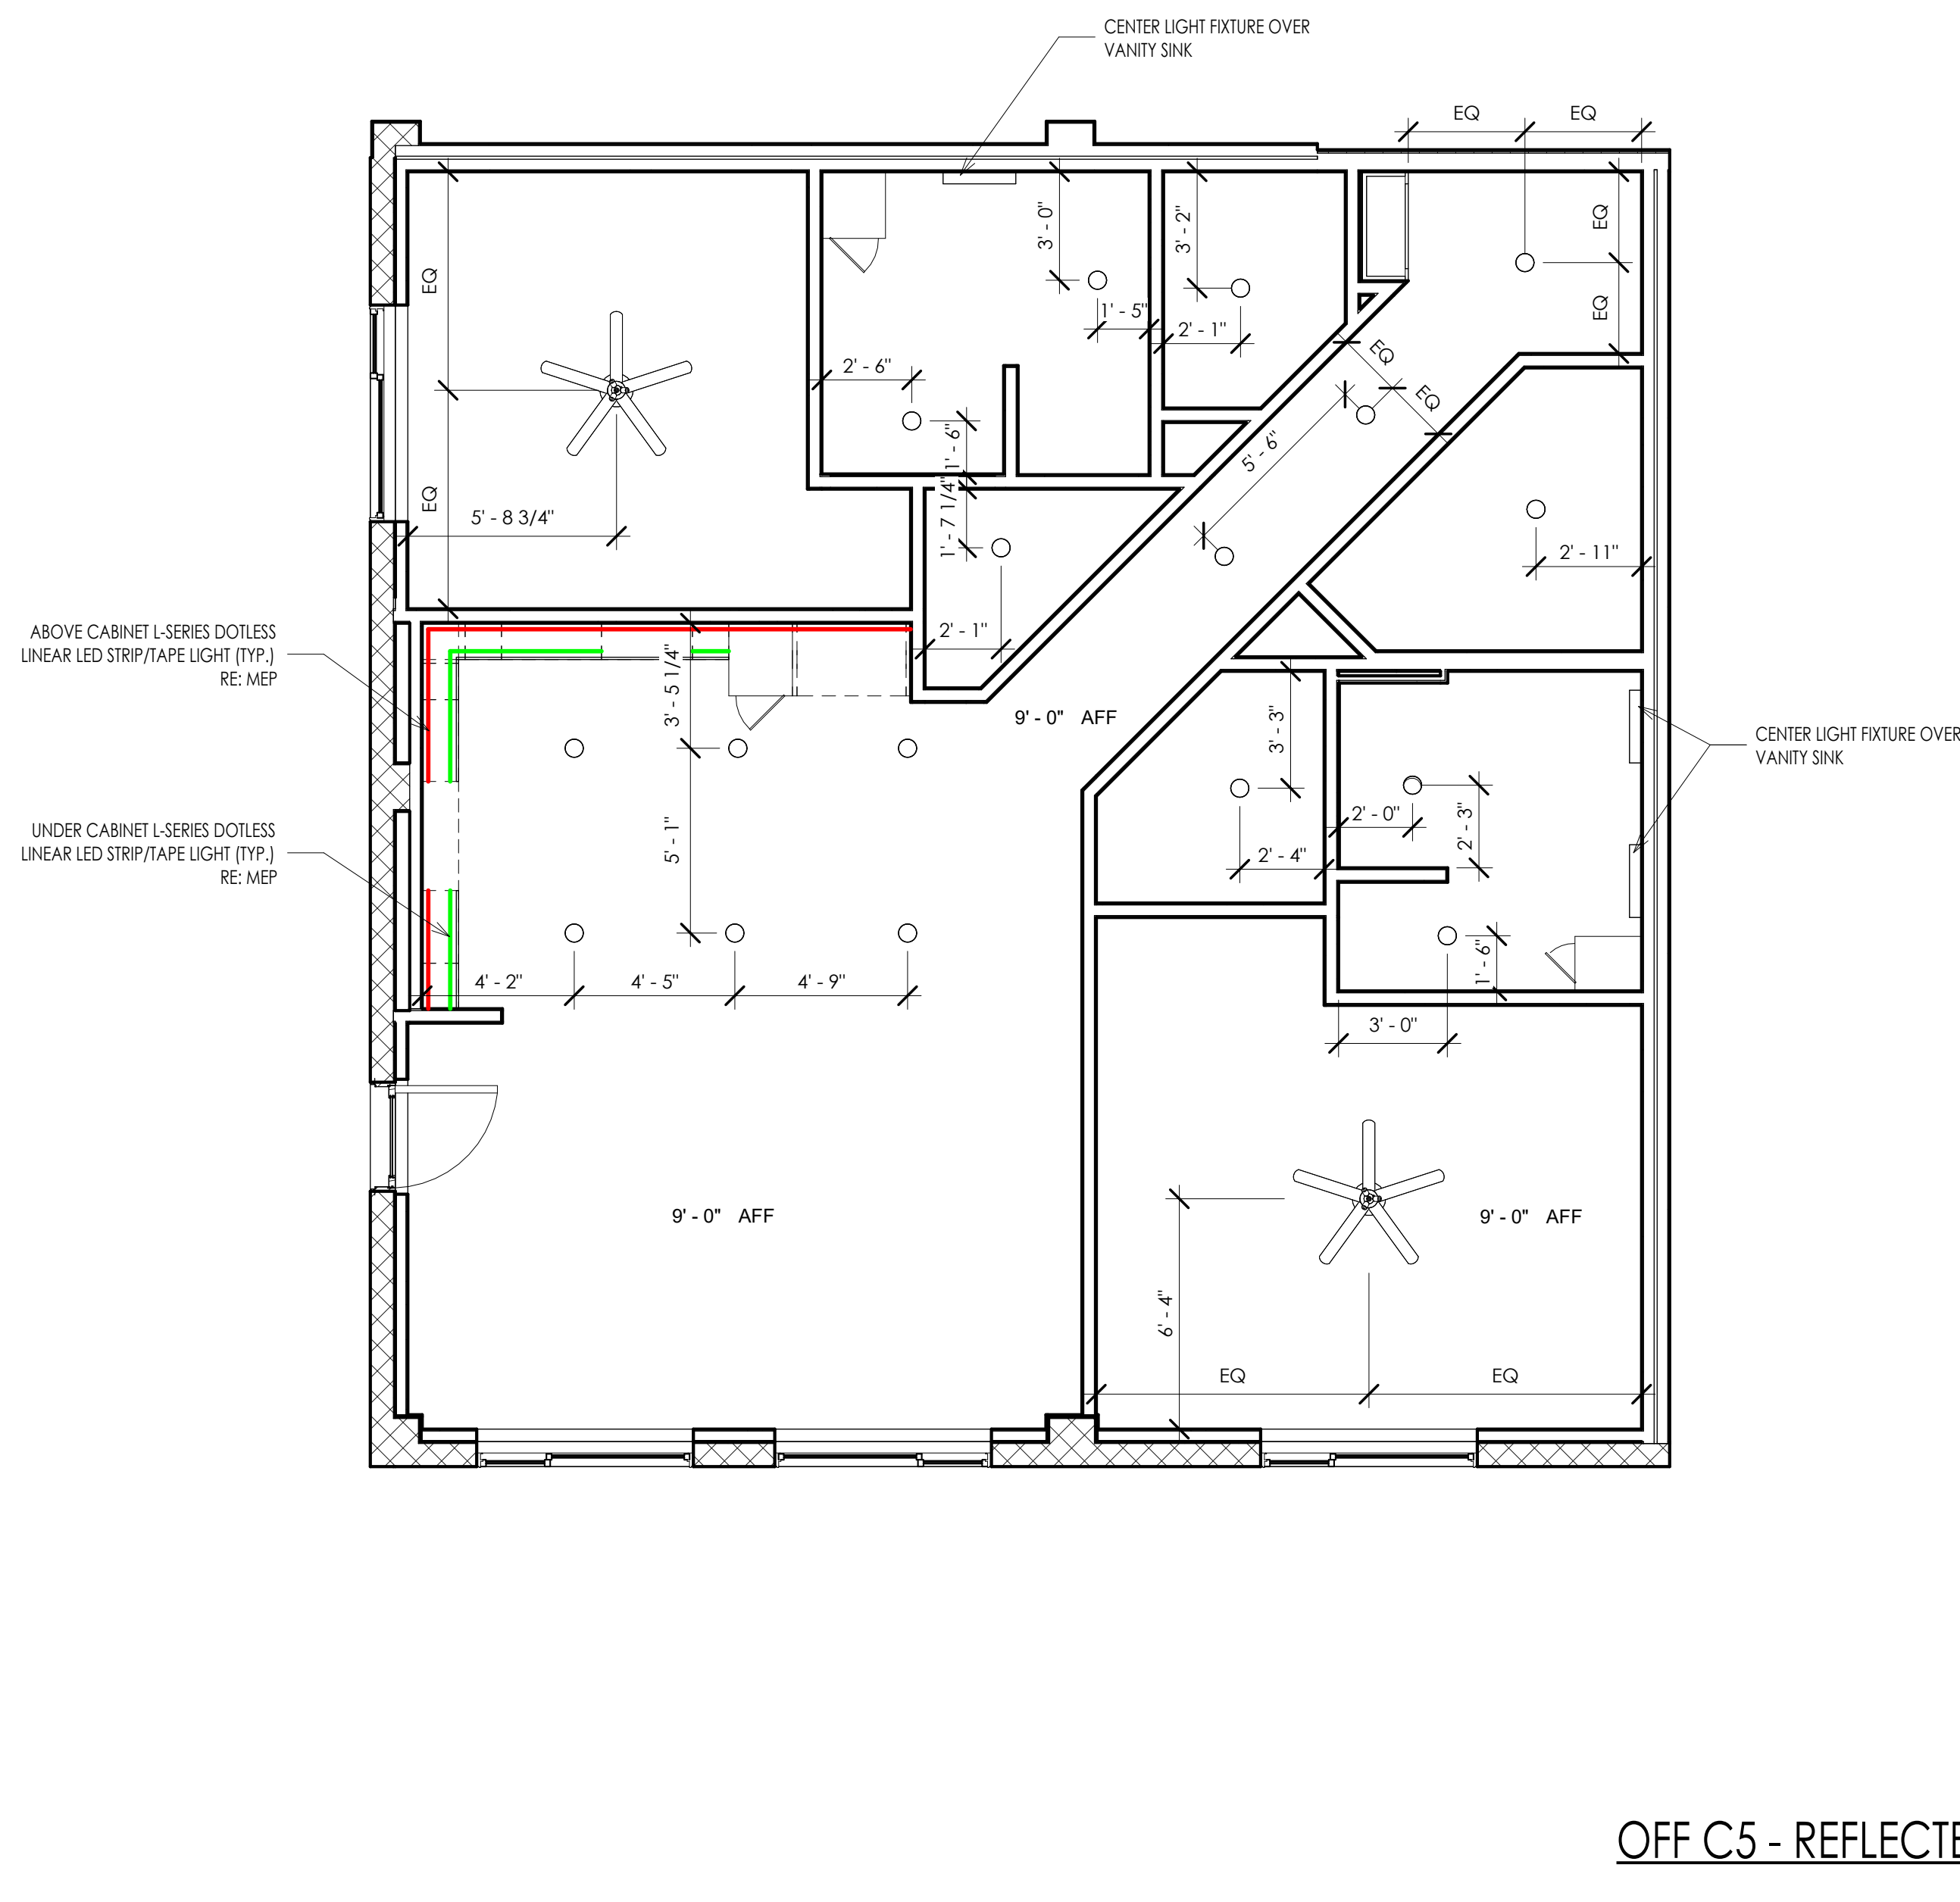 CENTER LIGHT FIXTURE OVER
VANITY SINK
EQ
EQ
EQ
EQ
EQ
EQ
3' - 0"
3' - 2"
1' - 5"
2' - 1"
2' - 6"
EQ
EQ
1' - 6"
5' - 6"
5' - 8 3/4"
1' - 7 1/4"
2' - 11"
ABOVE CABINET L-SERIES DOTLESS
LINEAR LED STRIP/TAPE LIGHT (TYP.)
RE: MEP
2' - 1"
3' - 5 1/4"
9' - 0" AFF
3' - 3"
CENTER LIGHT FIXTURE OVER
VANITY SINK
UNDER CABINET L-SERIES DOTLESS
LINEAR LED STRIP/TAPE LIGHT (TYP.)
RE: MEP
5' - 1"
2' - 0"
2' - 3"
2' - 4"
4' - 2"
4' - 5"
4' - 9"
1' - 6"
3' - 0"
9' - 0" AFF
9' - 0" AFF
6' - 4"
EQ
EQ
OFF C5 - REFLECTE